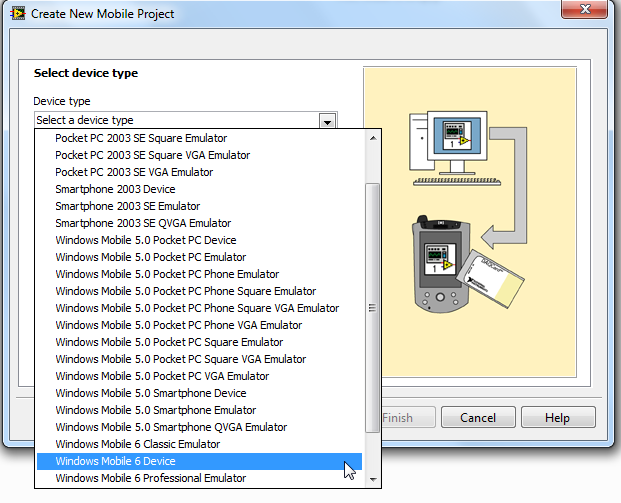 Create New Mobile Project
Select device type
Device type
Select a device type
Pocket PC 2003 SE Square Emulator
Pocket PC 2003 SE Square VGA Emulator
Pocket PC 2003 SE VGA Emulator
Smartphone 2003 Device
Smartphone 2003 SE Emulator
Smartphone 2003 SE QVGA Emulator
Windows Mobile 5.0 Pocket PC Device
Windows Mobile 5.0 Pocket PC Emulator
Windows Mobile 5.0 Pocket PC Phone Emulator
Windows Mobile 5.0 Pocket PC Phone Square Emulator
Windows Mobile 5.0 Pocket PC Phone Square VGA Emulator
Windows Mobile 5.0 Pocket PC Phone VGA Emulator
Windows Mobile 5.0 Pocket PC Square Emulator
Windows Mobile 5.0 Pocket PC Square VGA Emulator
Windows Mobile 5.0 Pocket PC VGA Emulator
Windows Mobile 5.0 Smartphone Device
Windows Mobile 5.0 Smartphone Emulator
Windows Mobile 5.0 Smartphone QVGA Emulator
Windows Mobile 6 Classic Emulator
Windows Mobile 6 Device
Windows Mobile 6 Professional Emulator
1
1
Finish
Cancel
Help